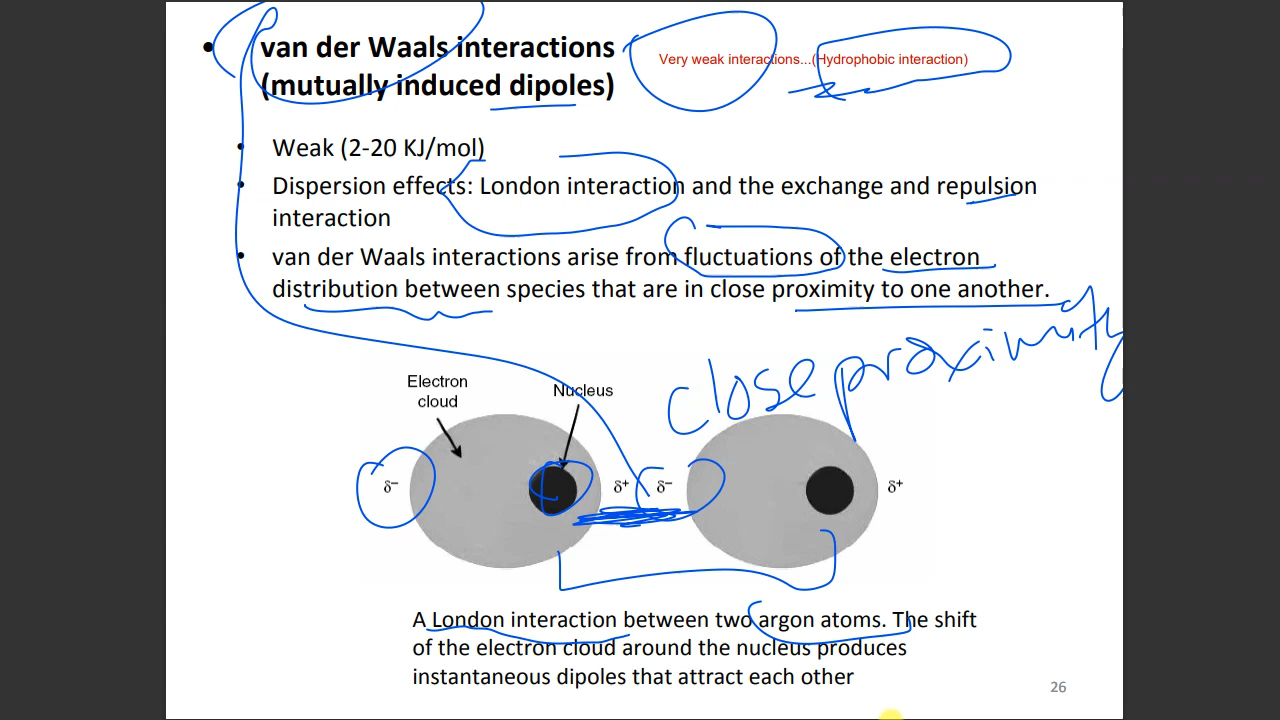 • van der Waals interactions
(mutually induced dipoles)
Very weak interactions...(Hydrophobic interaction)
• Weak (2-20 KJ/mol)
• Dispersion effects: London interaction and the exchange and repulsion
interaction
• van der Waals interactions arise from fluctuations of the electron
distribution between species that are in close proximity to one another.
close proximity
Electron
cloud
Nucleus
δ− δ+ δ− δ+
A London interaction between two argon atoms. The shift
of the electron cloud around the nucleus produces
instantaneous dipoles that attract each other
26